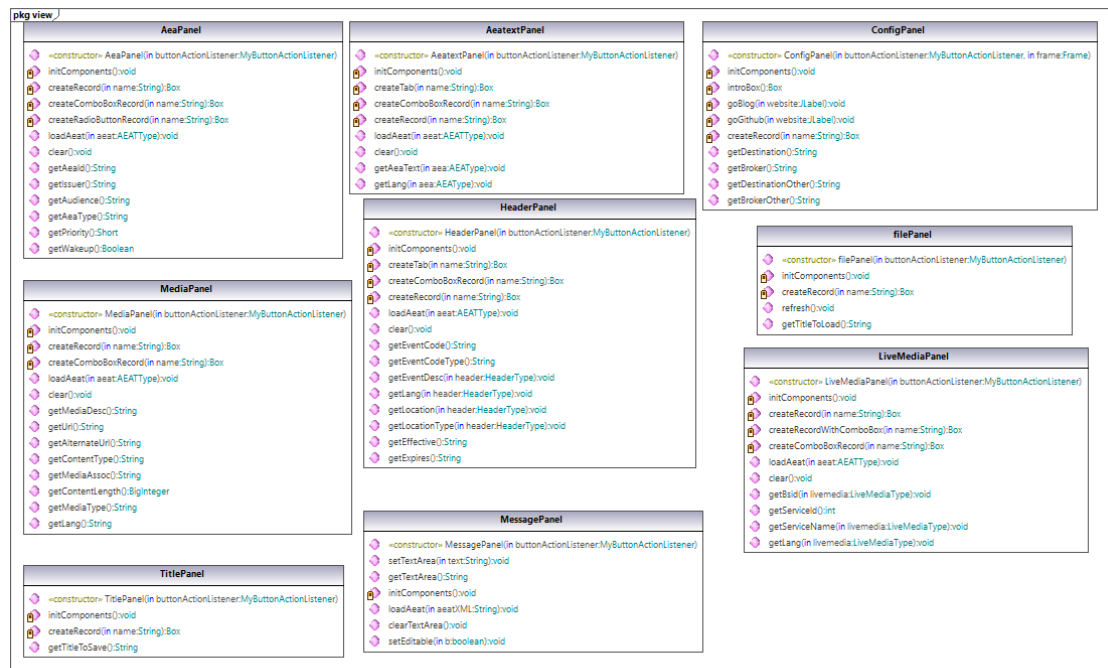 pkg view
AeaPanel
«constructor» AeaPanel(in buttonActionListener:MyButtonActionListener)
initComponents():void
createRecord(in name:String):Box
createComboBoxRecord(in name:String):Box
createRadioButtonRecord(in name:String):Box
loadAeat(in aeat:AEATType):void
clear():void
getAeaid():String
getIssuer():String
getAudience():String
getAeaType():String
getPriority():Short
getWakeup():Boolean
AeatextPanel
«constructor» AeatextPanel(in buttonActionListener:MyButtonActionListener)
initComponents():void
createTab(in name:String):Box
createComboBoxRecord(in name:String):Box
createRecord(in name:String):Box
loadAeat(in aeat:AEATType):void
clear():void
getAeaText(in aea:AEAType):void
getLang(in aea:AEAType):void
ConfigPanel
«constructor» ConfigPanel(in buttonActionListener:MyButtonActionListener, in frame:Frame)
initComponents():void
introBox():Box
goBlog(in website:JLabel):void
goGithub(in website:JLabel):void
createRecord(in name:String):Box
getDestination():String
getBroker():String
getDestinationOther():String
getBrokerOther():String
HeaderPanel
«constructor» HeaderPanel(in buttonActionListener:MyButtonActionListener)
initComponents():void
createTab(in name:String):Box
createComboBoxRecord(in name:String):Box
createRecord(in name:String):Box
loadAeat(in aeat:AEATType):void
clear():void
getEventCode():String
getEventCodeType():String
getEventDesc(in header:HeaderType):void
getLang(in header:HeaderType):void
getLocation(in header:HeaderType):void
getLocationType(in header:HeaderType):void
getEffective():String
getExpires():String
filePanel
«constructor» filePanel(in buttonActionListener:MyButtonActionListener)
initComponents():void
createRecord(in name:String):Box
refresh():void
getTitleToLoad():String
MediaPanel
«constructor» MediaPanel(in buttonActionListener:MyButtonActionListener)
initComponents():void
createRecord(in name:String):Box
createComboBoxRecord(in name:String):Box
loadAeat(in aeat:AEATType):void
clear():void
getMediaDesc():String
getUrl():String
getAlternateUrl():String
getContentType():String
getMediaAssoc():String
getContentLength():BigInteger
getMediaType():String
getLang():String
LiveMediaPanel
«constructor» LiveMediaPanel(in buttonActionListener:MyButtonActionListener)
initComponents():void
createRecord(in name:String):Box
createRecordWithComboBox(in name:String):Box
createComboBoxRecord(in name:String):Box
loadAeat(in aeat:AEATType):void
clear():void
getBsid(in livemedia:LiveMediaType):void
getServiceId():int
getServiceName(in livemedia:LiveMediaType):void
getLang(in livemedia:LiveMediaType):void
MessagePanel
«constructor» MessagePanel(in buttonActionListener:MyButtonActionListener)
setTextArea(in text:String):void
getTextArea():String
initComponents():void
loadAeat(in aeatXML:String):void
clearTextArea():void
setEditable(in b:boolean):void
TitlePanel
«constructor» TitlePanel(in buttonActionListener:MyButtonActionListener)
initComponents():void
createRecord(in name:String):Box
getTitleToSave():String